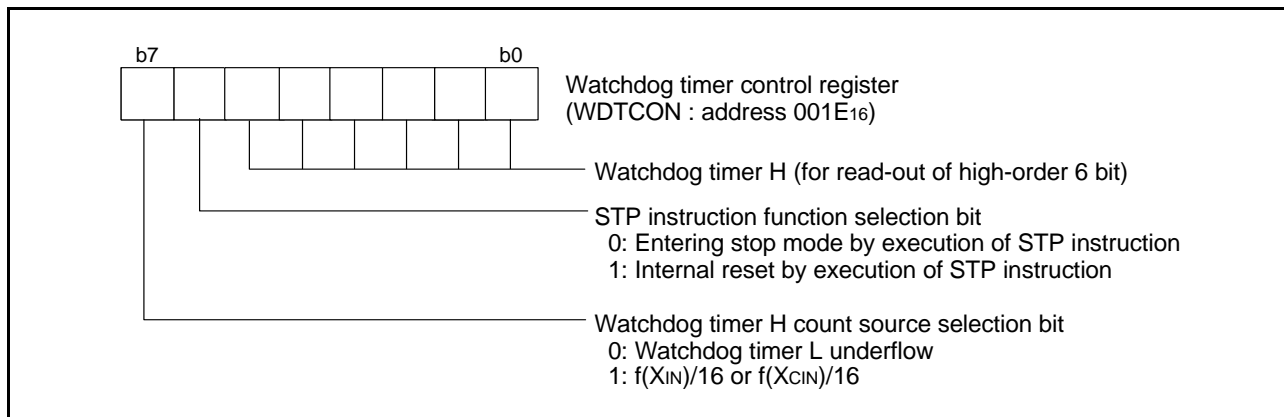 b7 b0
Watchdog timer control register
(WDTCON : address 001E16)
Watchdog timer H (for read-out of high-order 6 bit)
STP instruction function selection bit
0: Entering stop mode by execution of STP instruction
1: Internal reset by execution of STP instruction
Watchdog timer H count source selection bit
0: Watchdog timer L underflow
1: f(XIN)/16 or f(XCIN)/16